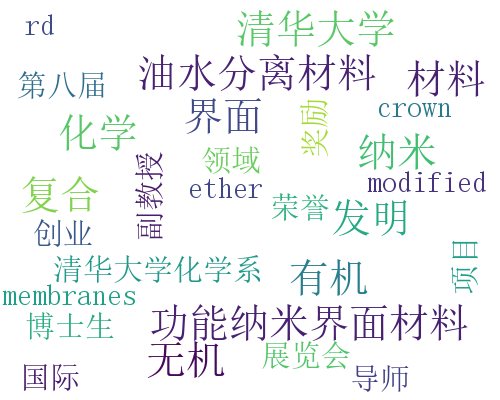 rd
清华大学
第八届
油水分离材料
材料
化学
界面
奖励
crown
纳米
副教授
领域
复合
ether
modified
荣誉
发明
创业
项目
清华大学化学系
有机
membranes
博士生
功能纳米界面材料
无机
展览会
国际
导师